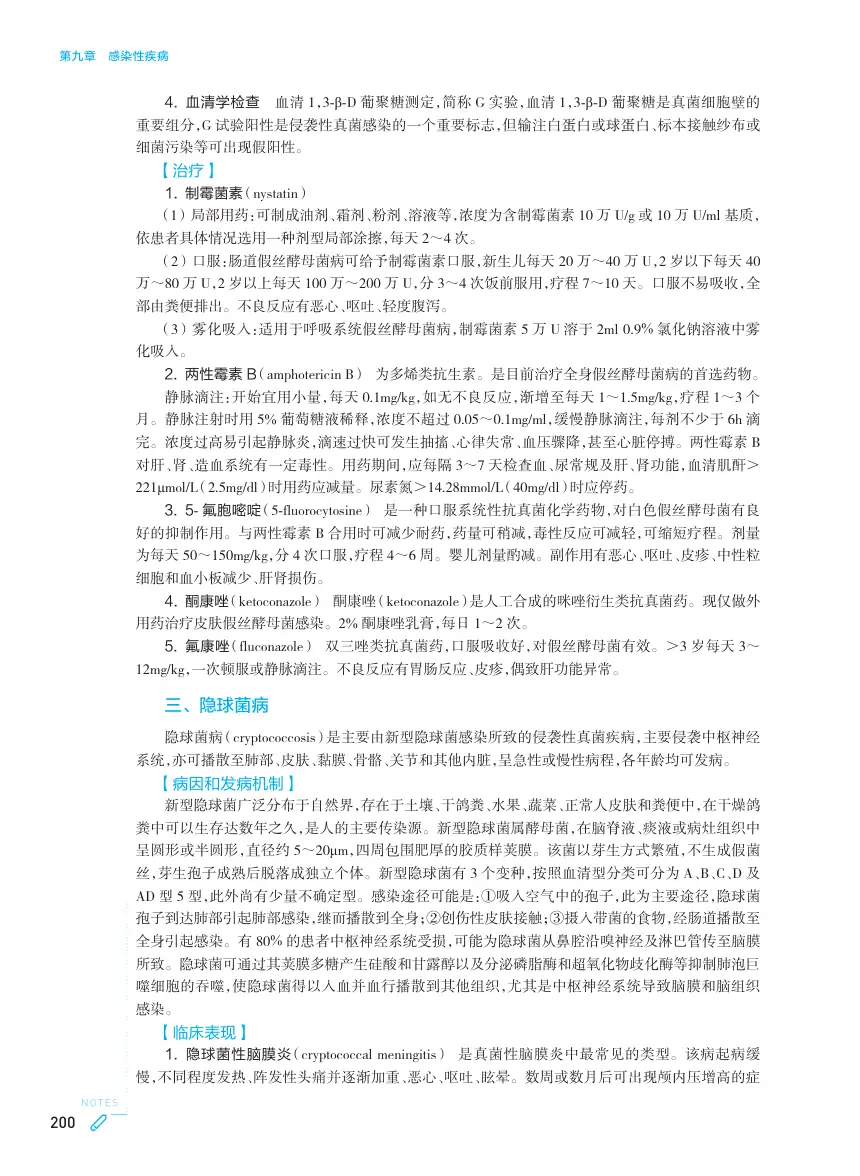 第九章 感染性疾病
4. 血清学检查 血清 1,3-β-D 葡聚糖测定,简称 G 实验,血清 1,3-β-D 葡聚糖是真菌细胞壁的
重要组分,G 试验阳性是侵袭性真菌感染的一个重要标志,但输注白蛋白或球蛋白、标本接触纱布或
细菌污染等可出现假阳性。
【治疗】
1. 制霉菌素(nystatin)
(1)局部用药:可制成油剂、霜剂、粉剂、溶液等,浓度为含制霉菌素 10 万 U/g 或 10 万 U/ml 基质,
依患者具体情况选用一种剂型局部涂擦,每天 2～4 次。
(2)口服:肠道假丝酵母菌病可给予制霉菌素口服,新生儿每天 20 万～40 万 U,2 岁以下每天 40
万～80 万 U,2 岁以上每天 100 万～200 万 U,分 3～4 次饭前服用,疗程 7～10 天。口服不易吸收,全
部由粪便排出。不良反应有恶心、呕吐、轻度腹泻。
(3)雾化吸入:适用于呼吸系统假丝酵母菌病,制霉菌素 5 万 U 溶于 2ml 0.9% 氯化钠溶液中雾
化吸入。
2. 两性霉素 B(amphotericin B) 为多烯类抗生素。是目前治疗全身假丝酵母菌病的首选药物。
静脉滴注:开始宜用小量,每天 0.1mg/kg,如无不良反应,渐增至每天 1～1.5mg/kg,疗程 1～3 个
月。静脉注射时用 5% 葡萄糖液稀释,浓度不超过 0.05～0.1mg/ml,缓慢静脉滴注,每剂不少于 6h 滴
完。浓度过高易引起静脉炎,滴速过快可发生抽搐、心律失常、血压骤降,甚至心脏停搏。两性霉素 B
对肝、肾、造血系统有一定毒性。用药期间,应每隔 3～7 天检查血、尿常规及肝、肾功能,血清肌酐＞
221μmol/L(2.5mg/dl)时用药应减量。尿素氮＞14.28mmol/L(40mg/dl)时应停药。
3. 5- 氟胞嘧啶(5-fluorocytosine) 是一种口服系统性抗真菌化学药物,对白色假丝酵母菌有良
好的抑制作用。与两性霉素 B 合用时可减少耐药,药量可稍减,毒性反应可减轻,可缩短疗程。剂量
为每天 50～150mg/kg,分 4 次口服,疗程 4～6 周。婴儿剂量酌减。副作用有恶心、呕吐、皮疹、中性粒
细胞和血小板减少、肝肾损伤。
4. 酮康唑(ketoconazole) 酮康唑(ketoconazole)是人工合成的咪唑衍生类抗真菌药。现仅做外
用药治疗皮肤假丝酵母菌感染。2% 酮康唑乳膏,每日 1～2 次。
5. 氟康唑(fluconazole) 双三唑类抗真菌药,口服吸收好,对假丝酵母菌有效。＞3 岁每天 3～
12mg/kg,一次顿服或静脉滴注。不良反应有胃肠反应、皮疹,偶致肝功能异常。
三、隐球菌病
隐球菌病(cryptococcosis)是主要由新型隐球菌感染所致的侵袭性真菌疾病,主要侵袭中枢神经
系统,亦可播散至肺部、皮肤、黏膜、骨骼、关节和其他内脏,呈急性或慢性病程,各年龄均可发病。
【病因和发病机制】
新型隐球菌广泛分布于自然界,存在于土壤、干鸽粪、水果、蔬菜、正常人皮肤和粪便中,在干燥鸽
粪中可以生存达数年之久,是人的主要传染源。新型隐球菌属酵母菌,在脑脊液、痰液或病灶组织中
呈圆形或半圆形,直径约 5～20μm,四周包围肥厚的胶质样荚膜。该菌以芽生方式繁殖,不生成假菌
丝,芽生孢子成熟后脱落成独立个体。新型隐球菌有 3 个变种,按照血清型分类可分为 A、B、C、D 及
AD 型 5 型,此外尚有少量不确定型。感染途径可能是:①吸入空气中的孢子,此为主要途径,隐球菌
孢子到达肺部引起肺部感染,继而播散到全身;②创伤性皮肤接触;③摄入带菌的食物,经肠道播散至
全身引起感染。有 80% 的患者中枢神经系统受损,可能为隐球菌从鼻腔沿嗅神经及淋巴管传至脑膜
所致。隐球菌可通过其荚膜多糖产生硅酸和甘露醇以及分泌磷脂酶和超氧化物歧化酶等抑制肺泡巨
噬细胞的吞噬,使隐球菌得以入血并血行播散到其他组织,尤其是中枢神经系统导致脑膜和脑组织
感染。
【临床表现】
1. 隐球菌性脑膜炎(cryptococcal meningitis) 是真菌性脑膜炎中最常见的类型。该病起病缓
慢,不同程度发热、阵发性头痛并逐渐加重、恶心、呕吐、眩晕。数周或数月后可出现颅内压增高的症
NOTES
200